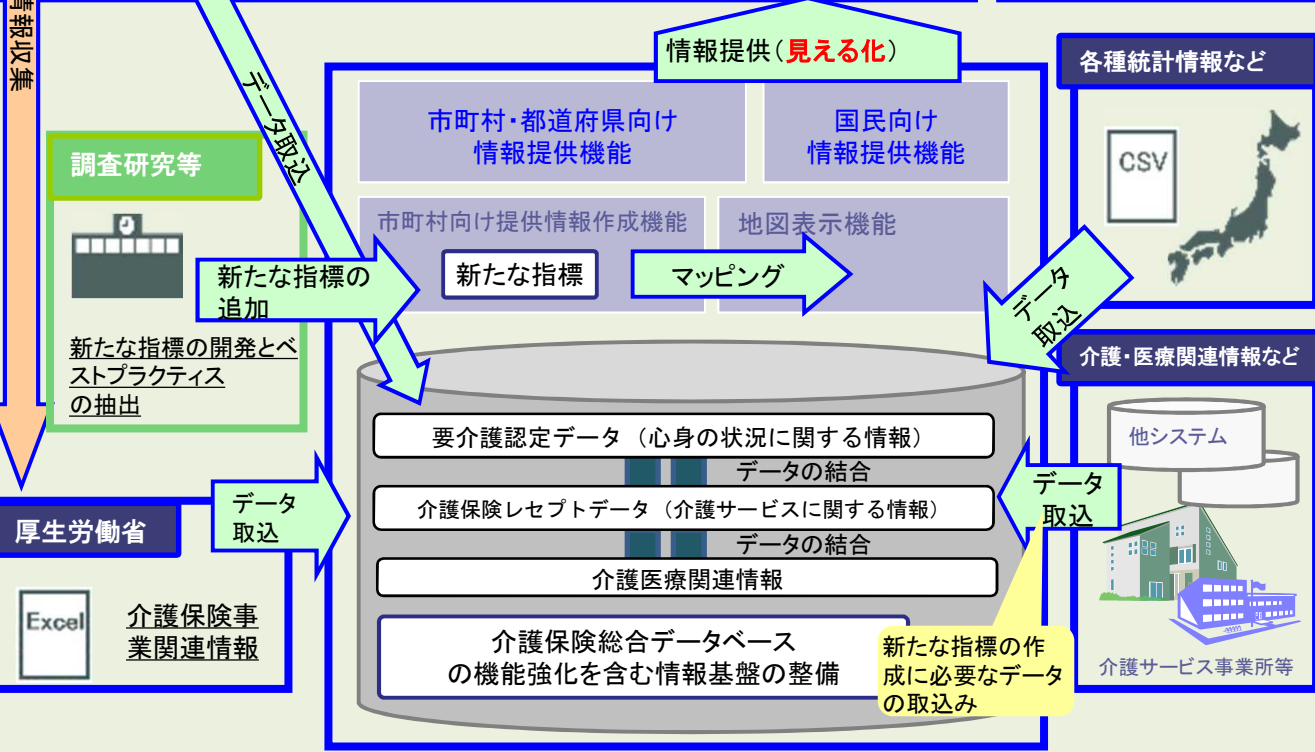 情報収集
データ取込
情報提供（見える化）
市町村・都道府県向け
情報提供機能
国民向け
情報提供機能
各種統計情報など
CSV
調査研究等
市町村向け提供情報作成機能
地図表示機能
新たな指標の
追加
新たな指標
マッピング
データ
取込
新たな指標の開発とベ
ストプラクティス
の抽出
介護・医療関連情報など
他システム
要介護認定データ（心身の状況に関する情報）
データの結合
介護保険レセプトデータ（介護サービスに関する情報）
データの結合
介護医療関連情報
データ
取込
データ
取込
厚生労働省
Excel
介護保険事
業関連情報
介護保険総合データベース
の機能強化を含む情報基盤の整備
新たな指標の作
成に必要なデータ
の取込み
介護サービス事業所等